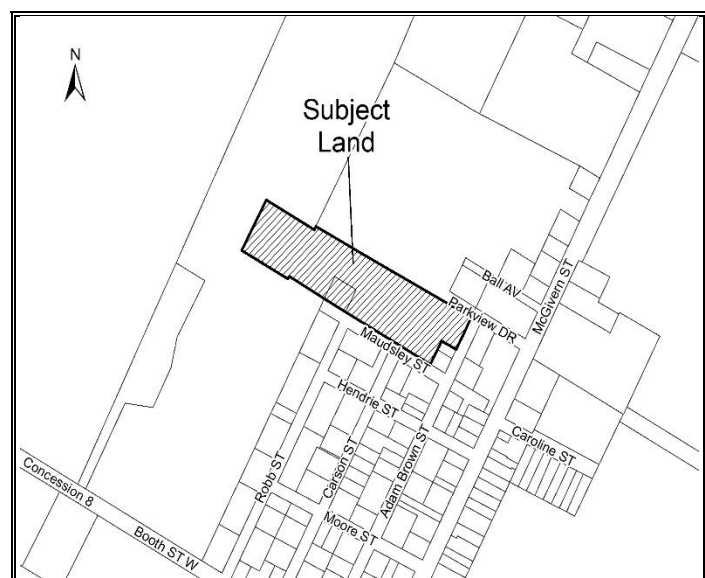 N
Subject
Land
Ball AV
McGivern ST
Parkview DR
Maudsley ST
Hendrie ST
Caroline ST
Adam Brown ST
Carson ST
Robb ST
Concession 8
Moore ST
Booth ST W